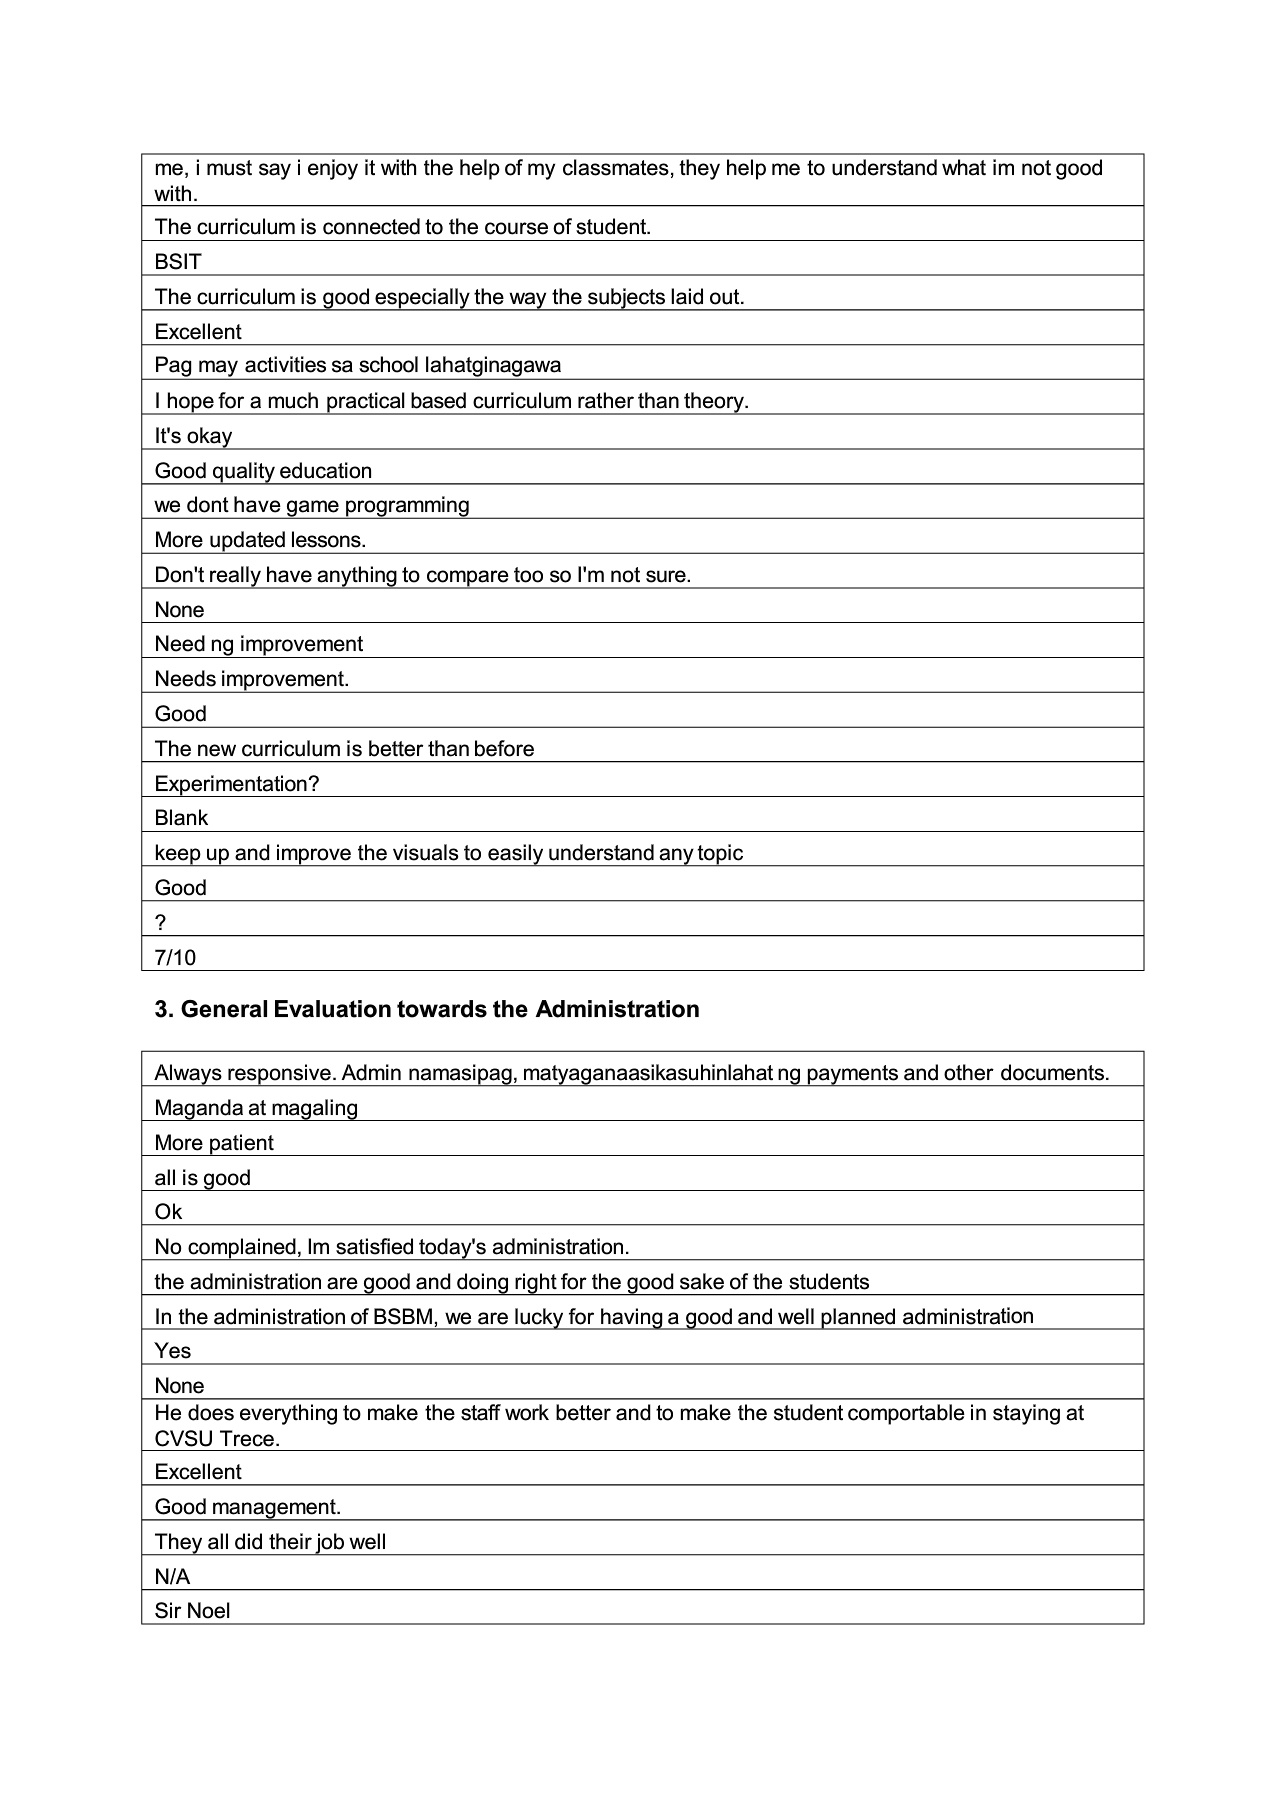 me, i must say i enjoy it with the help of my classmates, they help me to understand what im not good
with.
The curriculum is connected to the course of student.
BSIT
The curriculum is good especially the way the subjects laid out.
Excellent
Pag may activities sa school lahatginagawa
I hope for a much practical based curriculum rather than theory.
It's okay
Good quality education
we dont have game programming
More updated lessons.
Don't really have anything to compare too so I'm not sure.
None
Need ng improvement
Needs improvement.
Good
The new curriculum is better than before
Experimentation?
Blank
keep up and improve the visuals to easily understand any topic
Good
?
7/10
3. General Evaluation towards the Administration
Always responsive. Admin namasipag, matyaganaasikasuhinlahat ng payments and other documents.
Maganda at magaling
More patient
all is good
Ok
No complained, Im satisfied today's administration.
the administration are good and doing right for the good sake of the students
In the administration of BSBM, we are lucky for having a good and well planned administration
Yes
None
He does everything to make the staff work better and to make the student comportable in staying at
CVSU Trece.
Excellent
Good management.
They all did their job well
N/A
Sir Noel